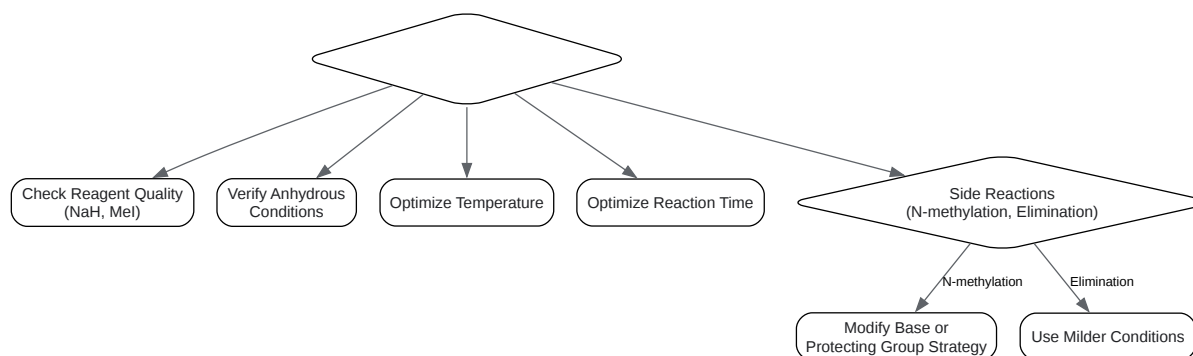 Check Reagent Quality
(NaH, MeI)
Verify Anhydrous
Conditions
Optimize Temperature
Optimize Reaction Time
Side Reactions
(N-methylation, Elimination)
N-methylation
Elimination
Modify Base or
Protecting Group Strategy
Use Milder Conditions